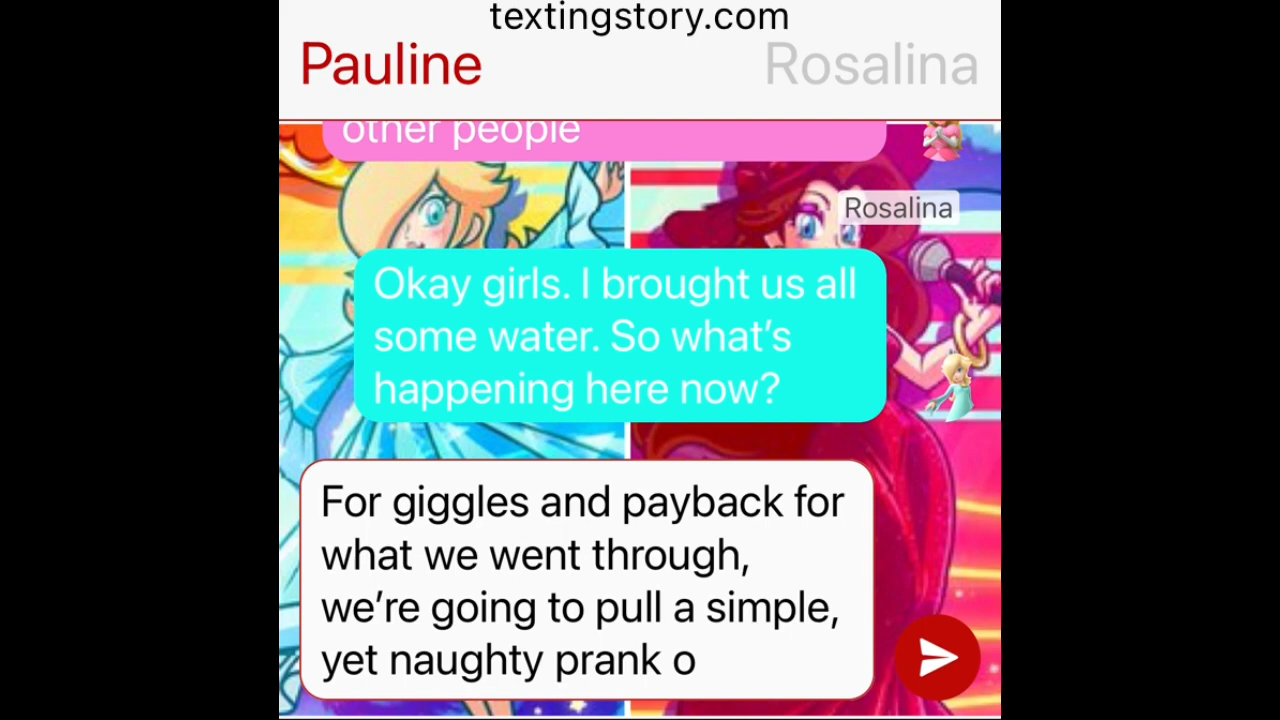 textingstory.com
Pauline Rosalina
other people
Rosalina
Okay girls. I brought us all
some water. So what’s
happening here now?
For giggles and payback for
what we went through,
we’re going to pull a simple,
yet naughty prank o